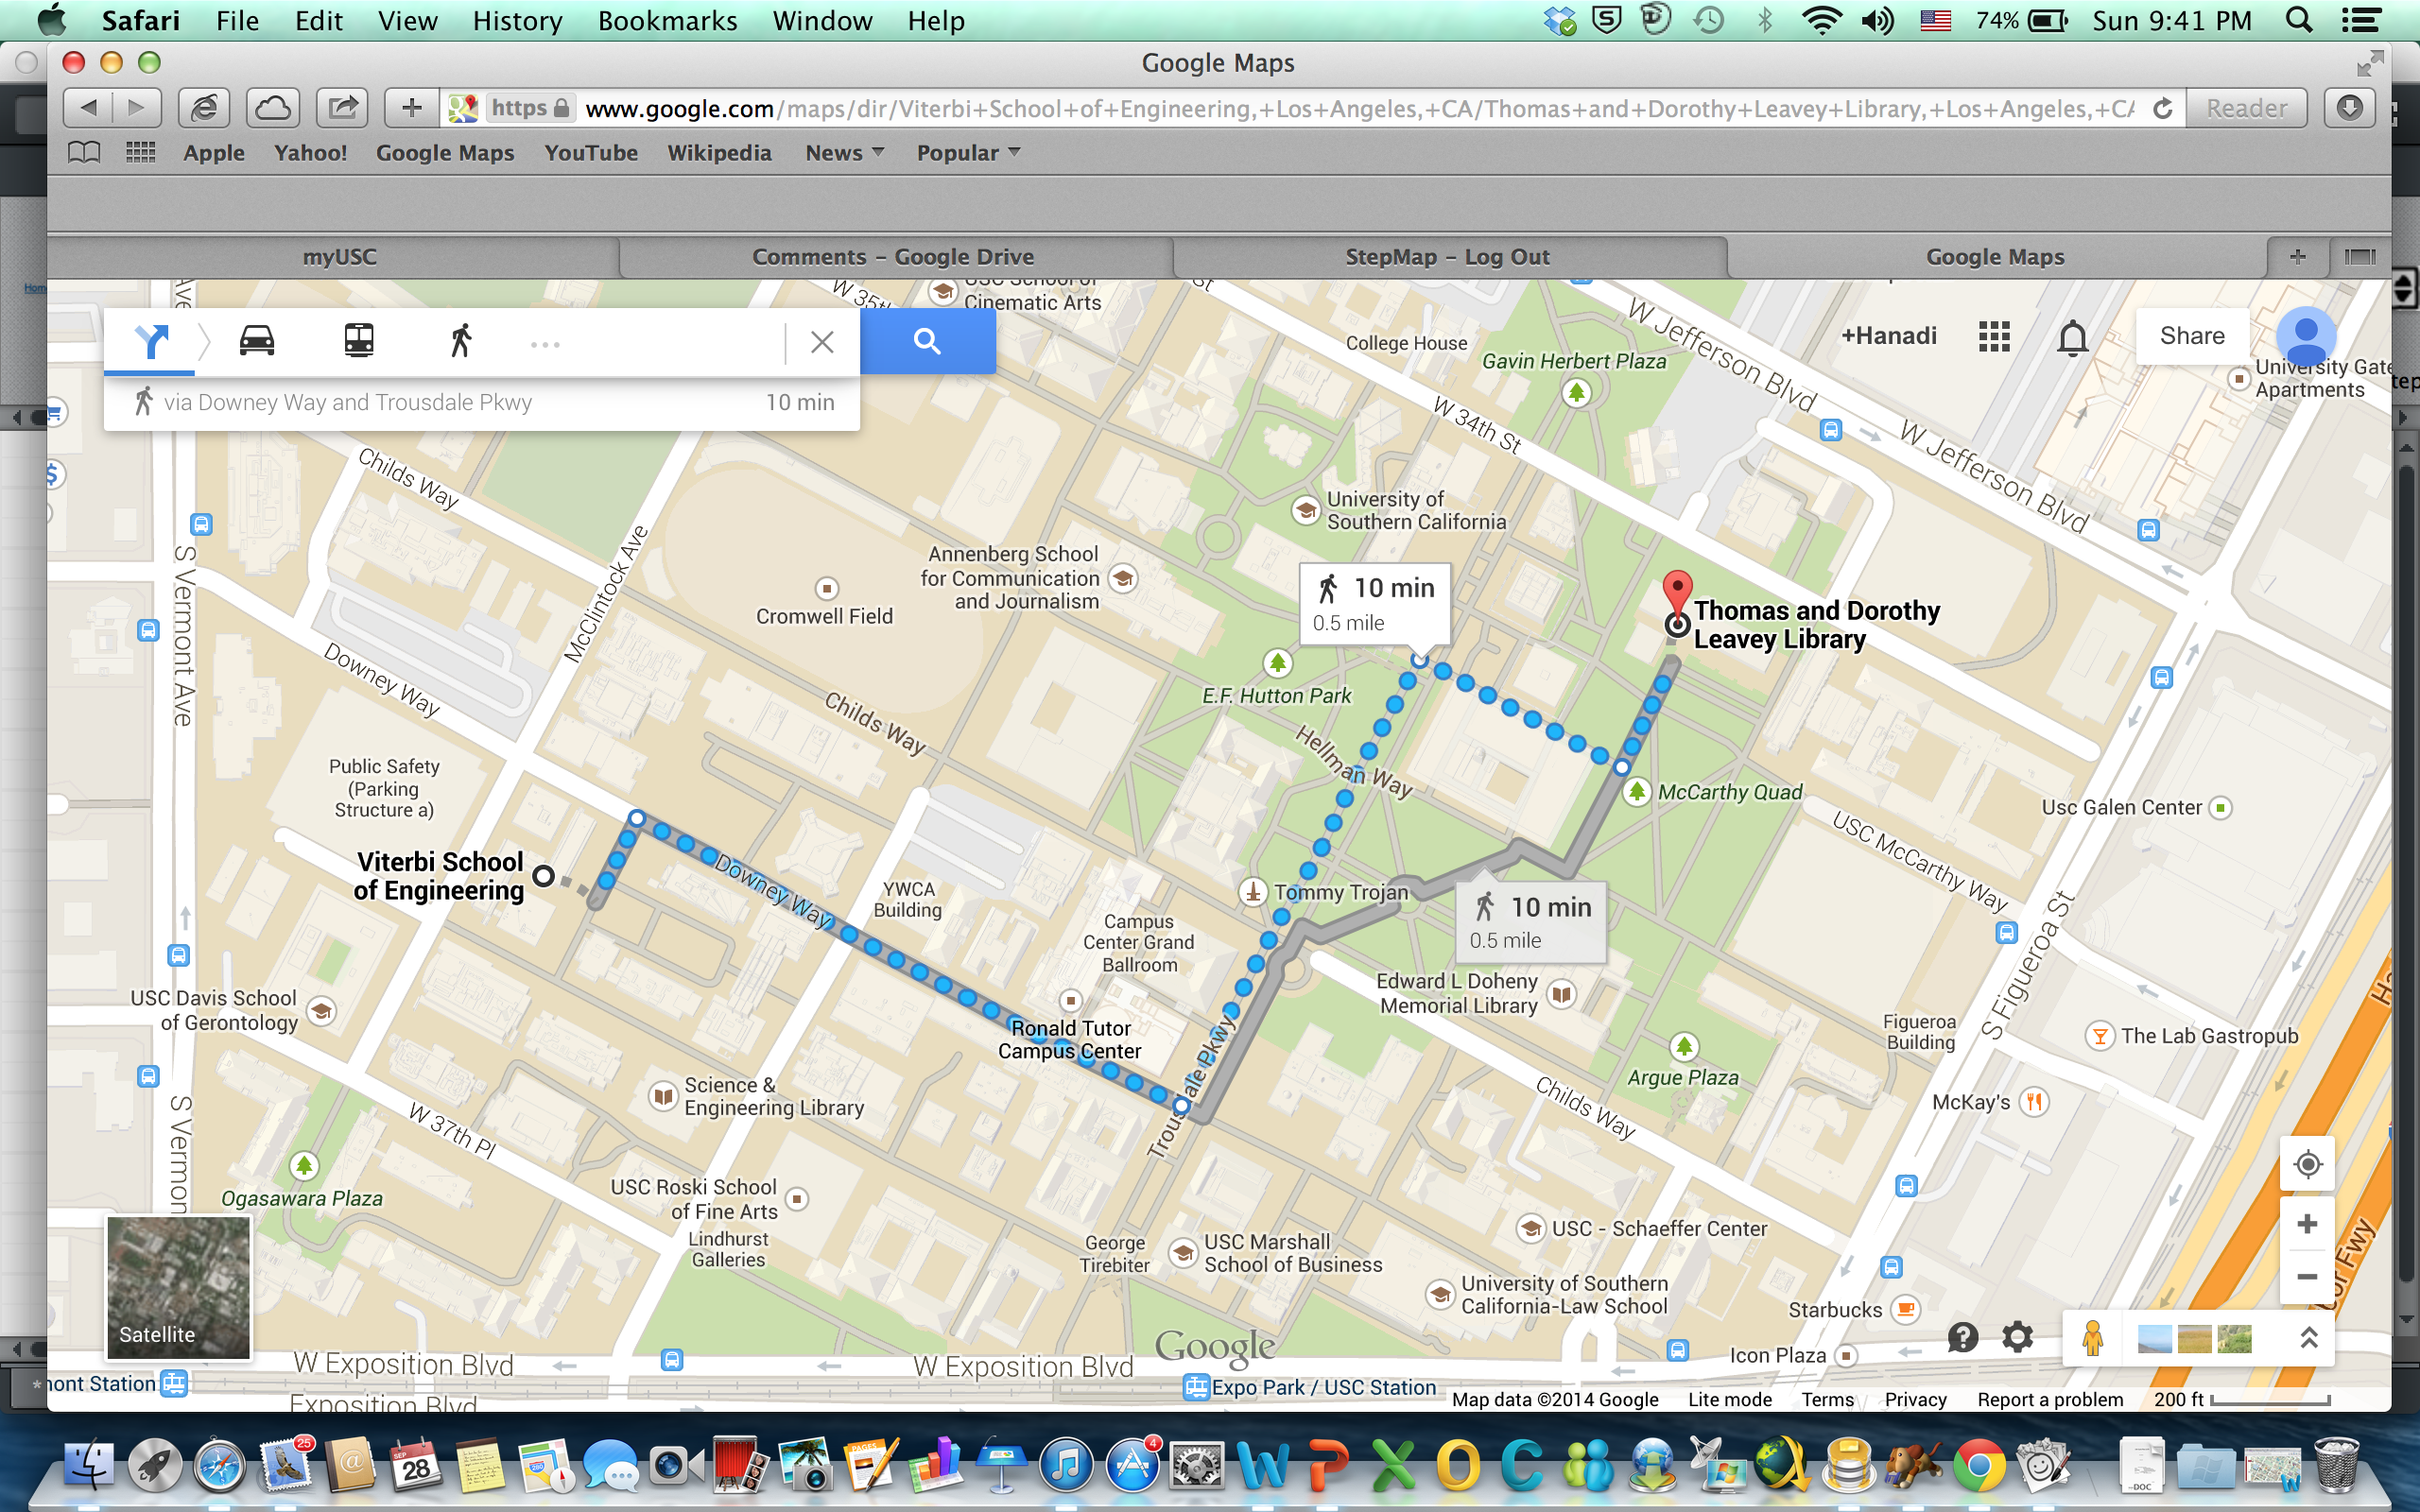 Safari File Edit View History Bookmarks Window Help
74% Sun 9:41 PM
Google Maps
https www.google.com/maps/dir/Viterbi+School+of+Engineering,+Los+Angeles,+CA/Thomas+and+Dorothy+Leavey+Library,+Los+Angeles,+CA
Reader
Apple Yahoo! Google Maps YouTube Wikipedia News Popular
myUSC Comments – Google Drive StepMap – Log Out Google Maps
Home
via Downey Way and Trousdale Pkwy 10 min
W 35th
Cinematic Arts
St
College House
Gavin Herbert Plaza
W Jefferson Blvd
+Hanadi
Share
University Gate
Apartments
W 34th St
W Jefferson Blvd
Childs Way
S Vermont Ave
McClintock Ave
University of
Southern California
Annenberg School
for Communication
and Journalism
Cromwell Field
10 min
0.5 mile
Thomas and Dorothy
Leavey Library
E.F. Hutton Park
Downey Way
Childs Way
Hellman Way
McCarthy Quad
Public Safety
(Parking
Structure a)
Usc Galen Center
USC McCarthy Way
Viterbi School
of Engineering
Downey Way
YWCA
Building
Tommy Trojan
10 min
0.5 mile
Campus
Center Grand
Ballroom
Edward L Doheny
Memorial Library
S Figueroa St
USC Davis School
of Gerontology
Ronald Tutor
Campus Center
Trousdale Pkwy
Figueroa
Building
The Lab Gastropub
Argue Plaza
Science &
Engineering Library
McKay's
Childs Way
W 37th Pl
S Vermon
Ogasawara Plaza
USC Roski School
of Fine Arts
Lindhurst
Galleries
George
Tirebiter
USC Marshall
School of Business
USC - Schaeffer Center
University of Southern
California-Law School
Starbucks
Icon Plaza
Satellite
Google
W Exposition Blvd W Exposition Blvd
mont Station
Exposition Blvd
Expo Park / USC Station
Map data ©2014 Google Lite mode Terms Privacy Report a problem 200 ft
25
SEP
28
PAGES
4
DOC